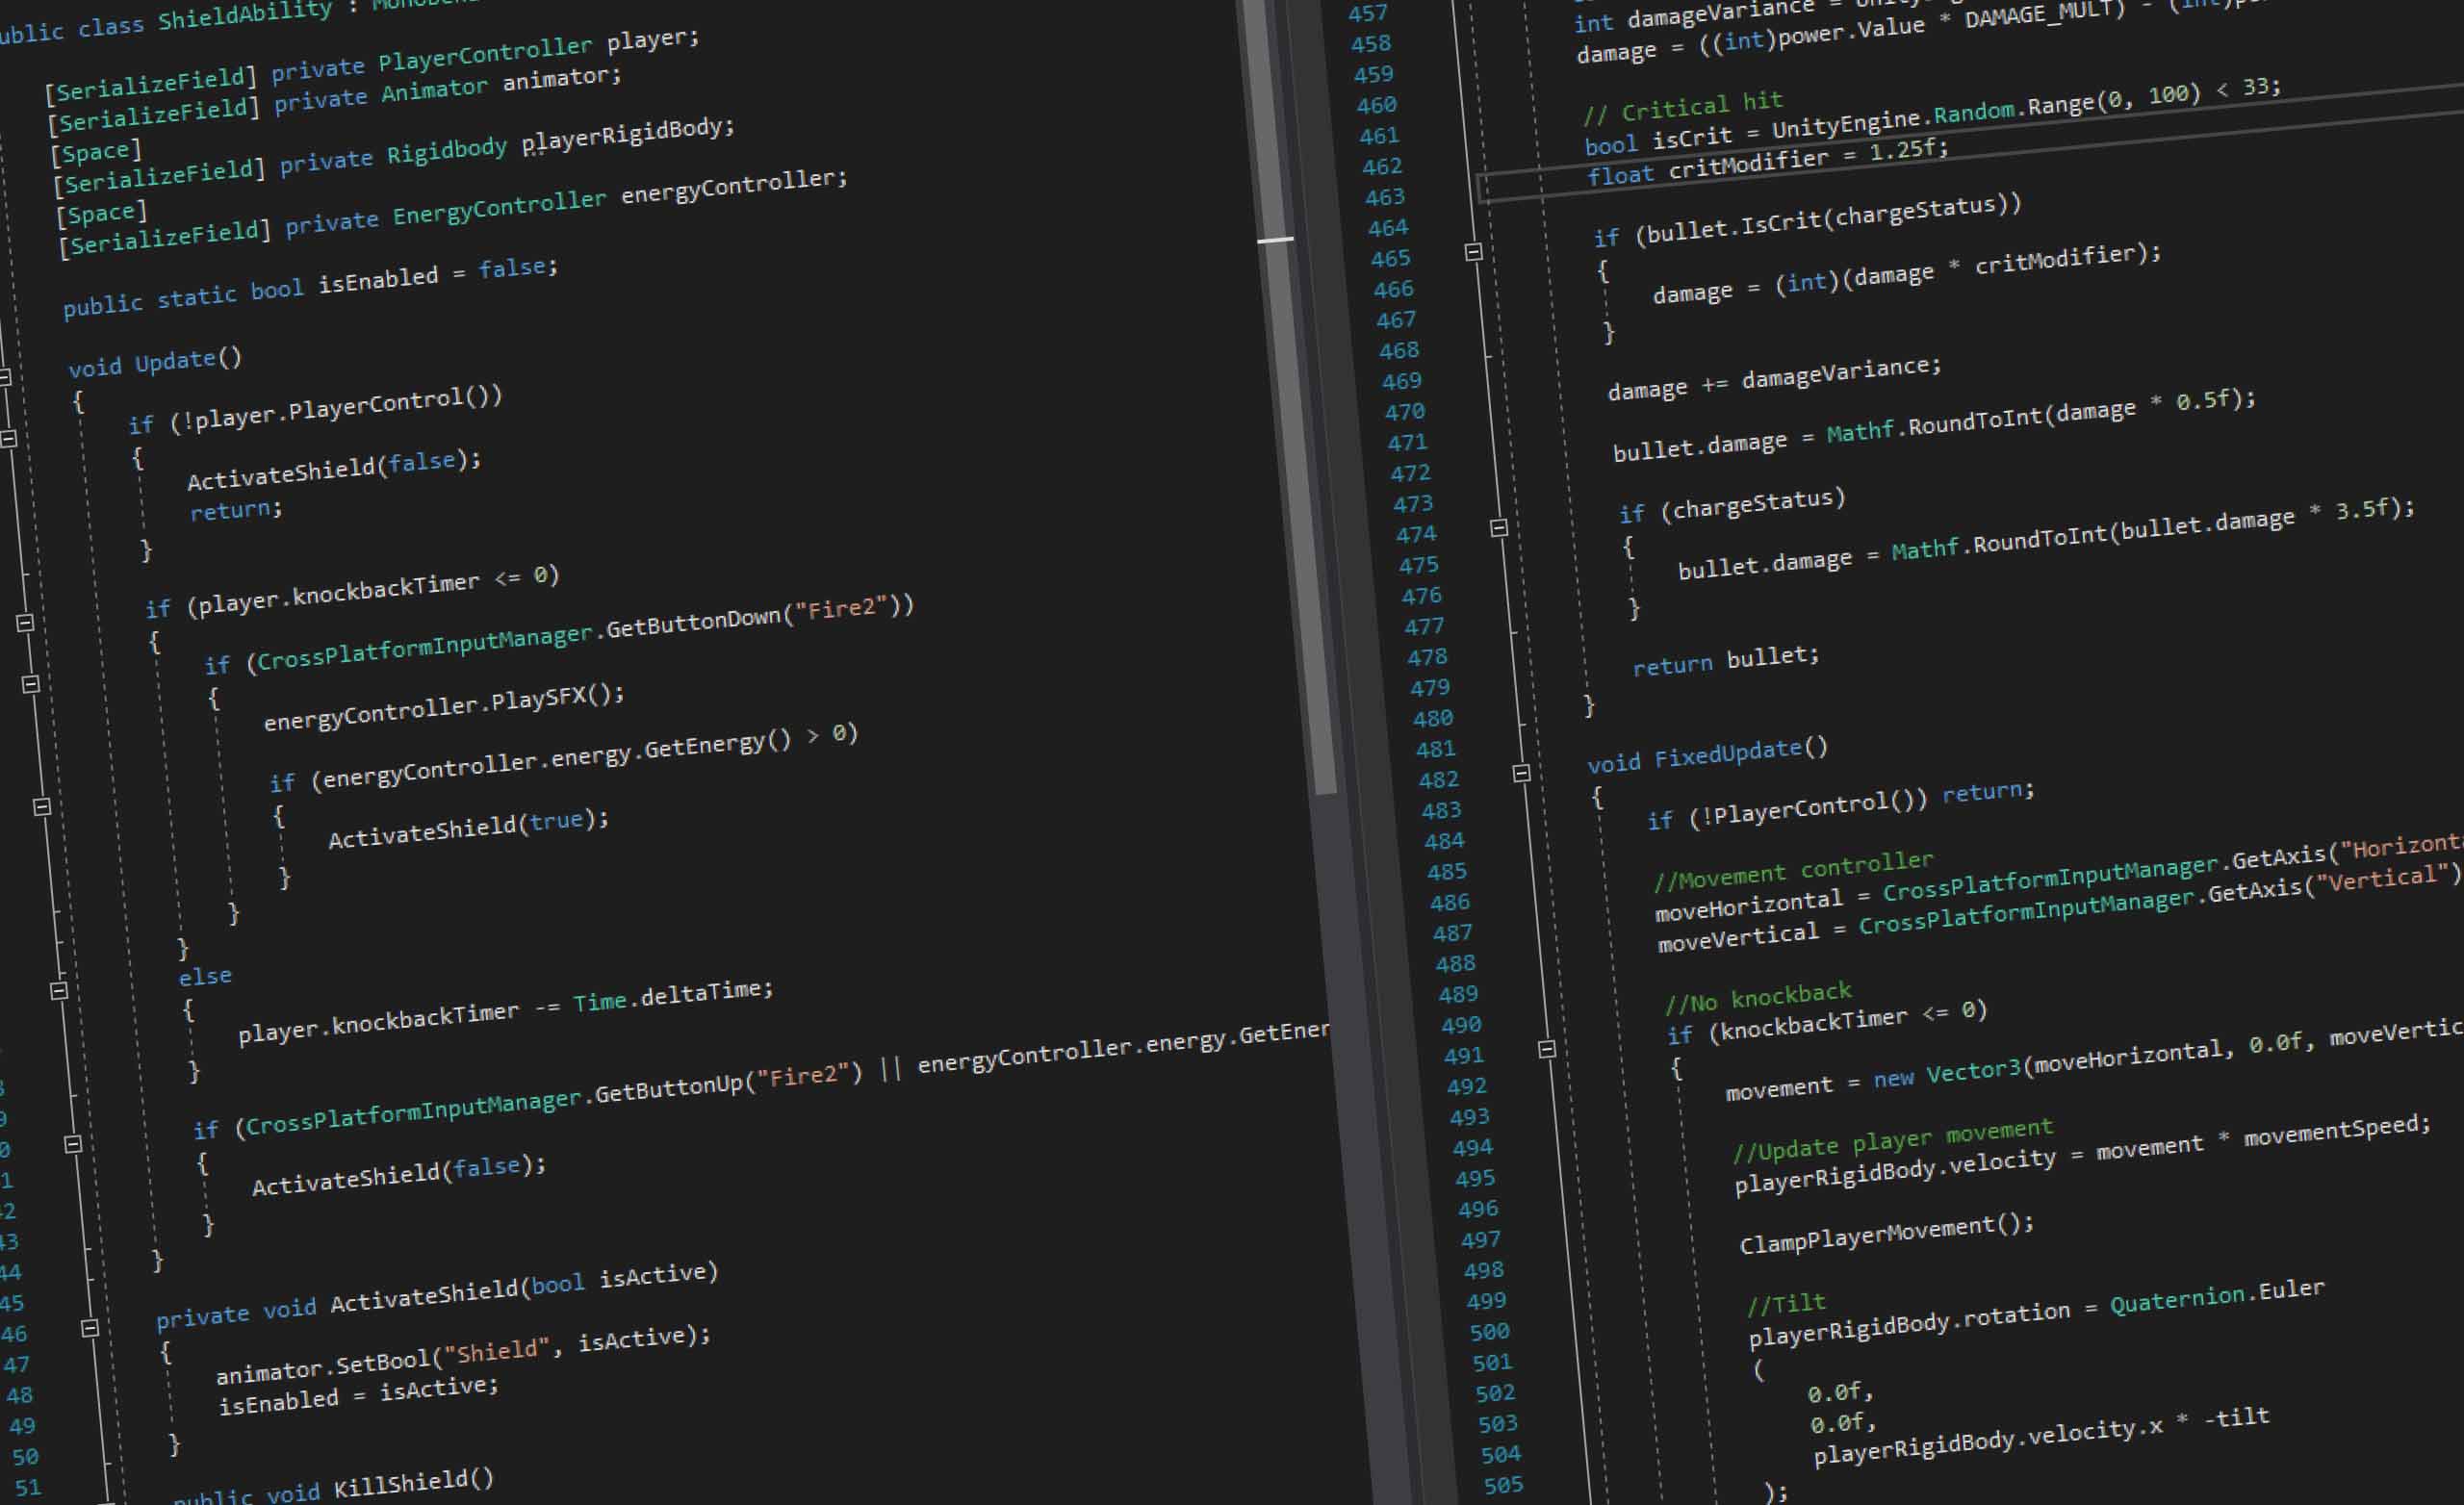 public class ShieldAbility :
[SerializeField] private PlayerController player;
[SerializeField] private Animator animator;
[Space]
[SerializeField] private Rigidbody playerRigidBody;
[Space]
[SerializeField] private EnergyController energyController;
public static bool isEnabled = false;
void Update()
{
if (!player.PlayerControl())
{
ActivateShield(false);
return;
}
if (player.knockbackTimer <= 0)
{
if (CrossPlatformInputManager.GetButtonDown("Fire2"))
{
energyController.PlaySFX();
if (energyController.energy.GetEnergy() > 0)
{
ActivateShield(true);
}
}
}
else
{
player.knockbackTimer -= Time.deltaTime;
}
if (CrossPlatformInputManager.GetButtonUp("Fire2") || energyController.energy.GetEner
{
ActivateShield(false);
}
}
44
45
46 private void ActivateShield(bool isActive)
47 {
48 animator.SetBool("Shield", isActive);
49 isEnabled = isActive;
50 }
51
public void KillShield()
457
458 int damageVariance =
459 damage = ((int)power.Value * DAMAGE_MULT) - (int)
460
461 // Critical hit
462 bool isCrit = UnityEngine.Random.Range(0, 100) < 33;
463 float critModifier = 1.25f;
464
465 if (bullet.IsCrit(chargeStatus))
466 {
467 damage = (int)(damage * critModifier);
468 }
469
470 damage += damageVariance;
471
472 bullet.damage = Mathf.RoundToInt(damage * 0.5f);
473
474 if (chargeStatus)
475 {
476 bullet.damage = Mathf.RoundToInt(bullet.damage * 3.5f);
477 }
478
479 return bullet;
480 }
481
482 void FixedUpdate()
483 {
484 if (!PlayerControl()) return;
485
486 //Movement controller
487 moveHorizontal = CrossPlatformInputManager.GetAxis("Horizont
488 moveVertical = CrossPlatformInputManager.GetAxis("Vertical")
489
490 //No knockback
491 if (knockbackTimer <= 0)
492 {
493 movement = new Vector3(moveHorizontal, 0.0f, moveVertic
494
495 //Update player movement
496 playerRigidBody.velocity = movement * movementSpeed;
497
498 ClampPlayerMovement();
499
500 //Tilt
501 playerRigidBody.rotation = Quaternion.Euler
502 (
503 0.0f,
504 0.0f,
505 playerRigidBody.velocity.x * -tilt
);